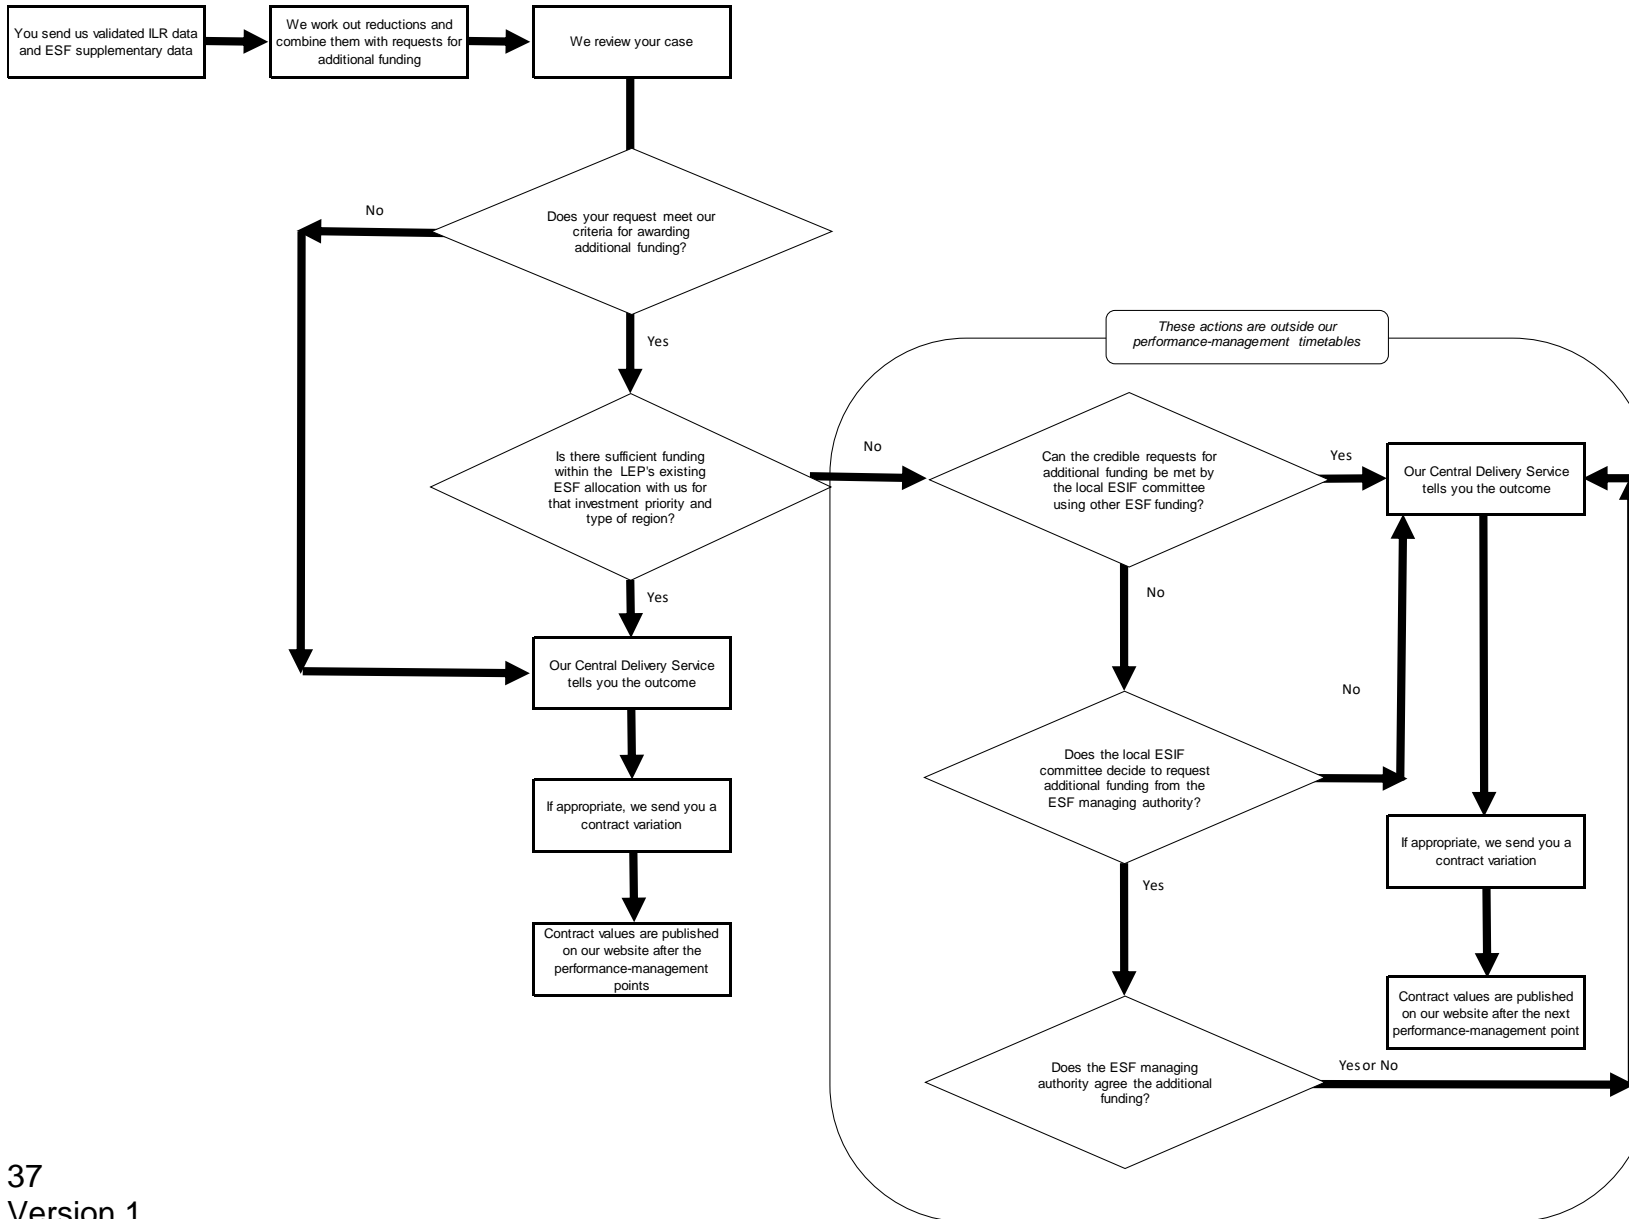 You send us validated ILR data
and ESF supplementary data
We work out reductions and
combine them with requests for
additional funding
We review your case
Does your request meet our
criteria for awarding
additional funding?
No
Yes
Is there sufficient funding
within the LEP's existing
ESF allocation with us for
that investment priority and
type of region?
No
Yes
Our Central Delivery Service
tells you the outcome
If appropriate, we send you a
contract variation
Contract values are published
on our website after the
performance-management
points
These actions are outside our
performance-management timetables
Can the credible requests for
additional funding be met by
the local ESIF committee
using other ESF funding?
Yes
No
Our Central Delivery Service
tells you the outcome
Does the local ESIF
committee decide to request
additional funding from the
ESF managing authority?
No
Yes
If appropriate, we send you a
contract variation
Contract values are published
on our website after the next
performance-management point
Does the ESF managing
authority agree the additional
funding?
Yes or No
37
Version 1